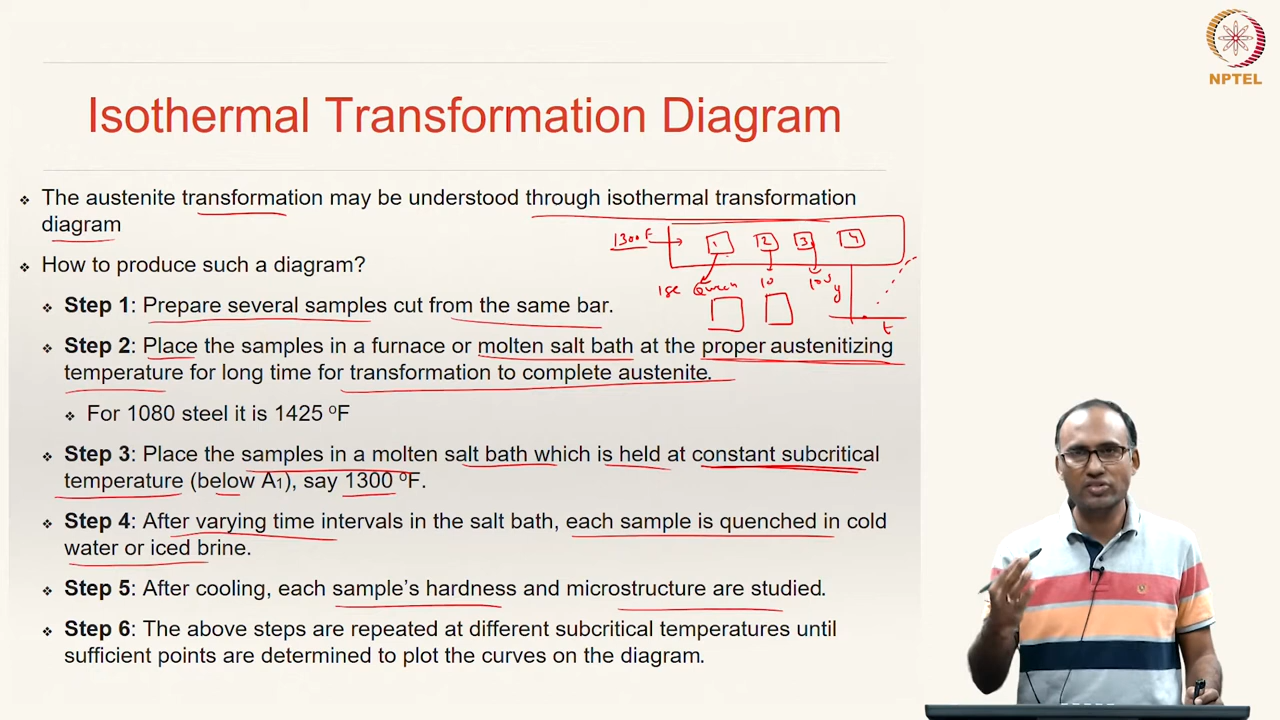 NPTEL
Isothermal Transformation Diagram
❖ The austenite transformation may be understood through isothermal transformation
diagram
❖ How to produce such a diagram?
❖ Step 1: Prepare several samples cut from the same bar.
❖ Step 2: Place the samples in a furnace or molten salt bath at the proper austenitizing
temperature for long time for transformation to complete austenite.
❖ For 1080 steel it is 1425 ºF
❖ Step 3: Place the samples in a molten salt bath which is held at constant subcritical
temperature (below A1), say 1300 ºF.
❖ Step 4: After varying time intervals in the salt bath, each sample is quenched in cold
water or iced brine.
❖ Step 5: After cooling, each sample's hardness and microstructure are studied.
❖ Step 6: The above steps are repeated at different subcritical temperatures until
sufficient points are determined to plot the curves on the diagram.
1300 F
1 2 3 4
10
y
t